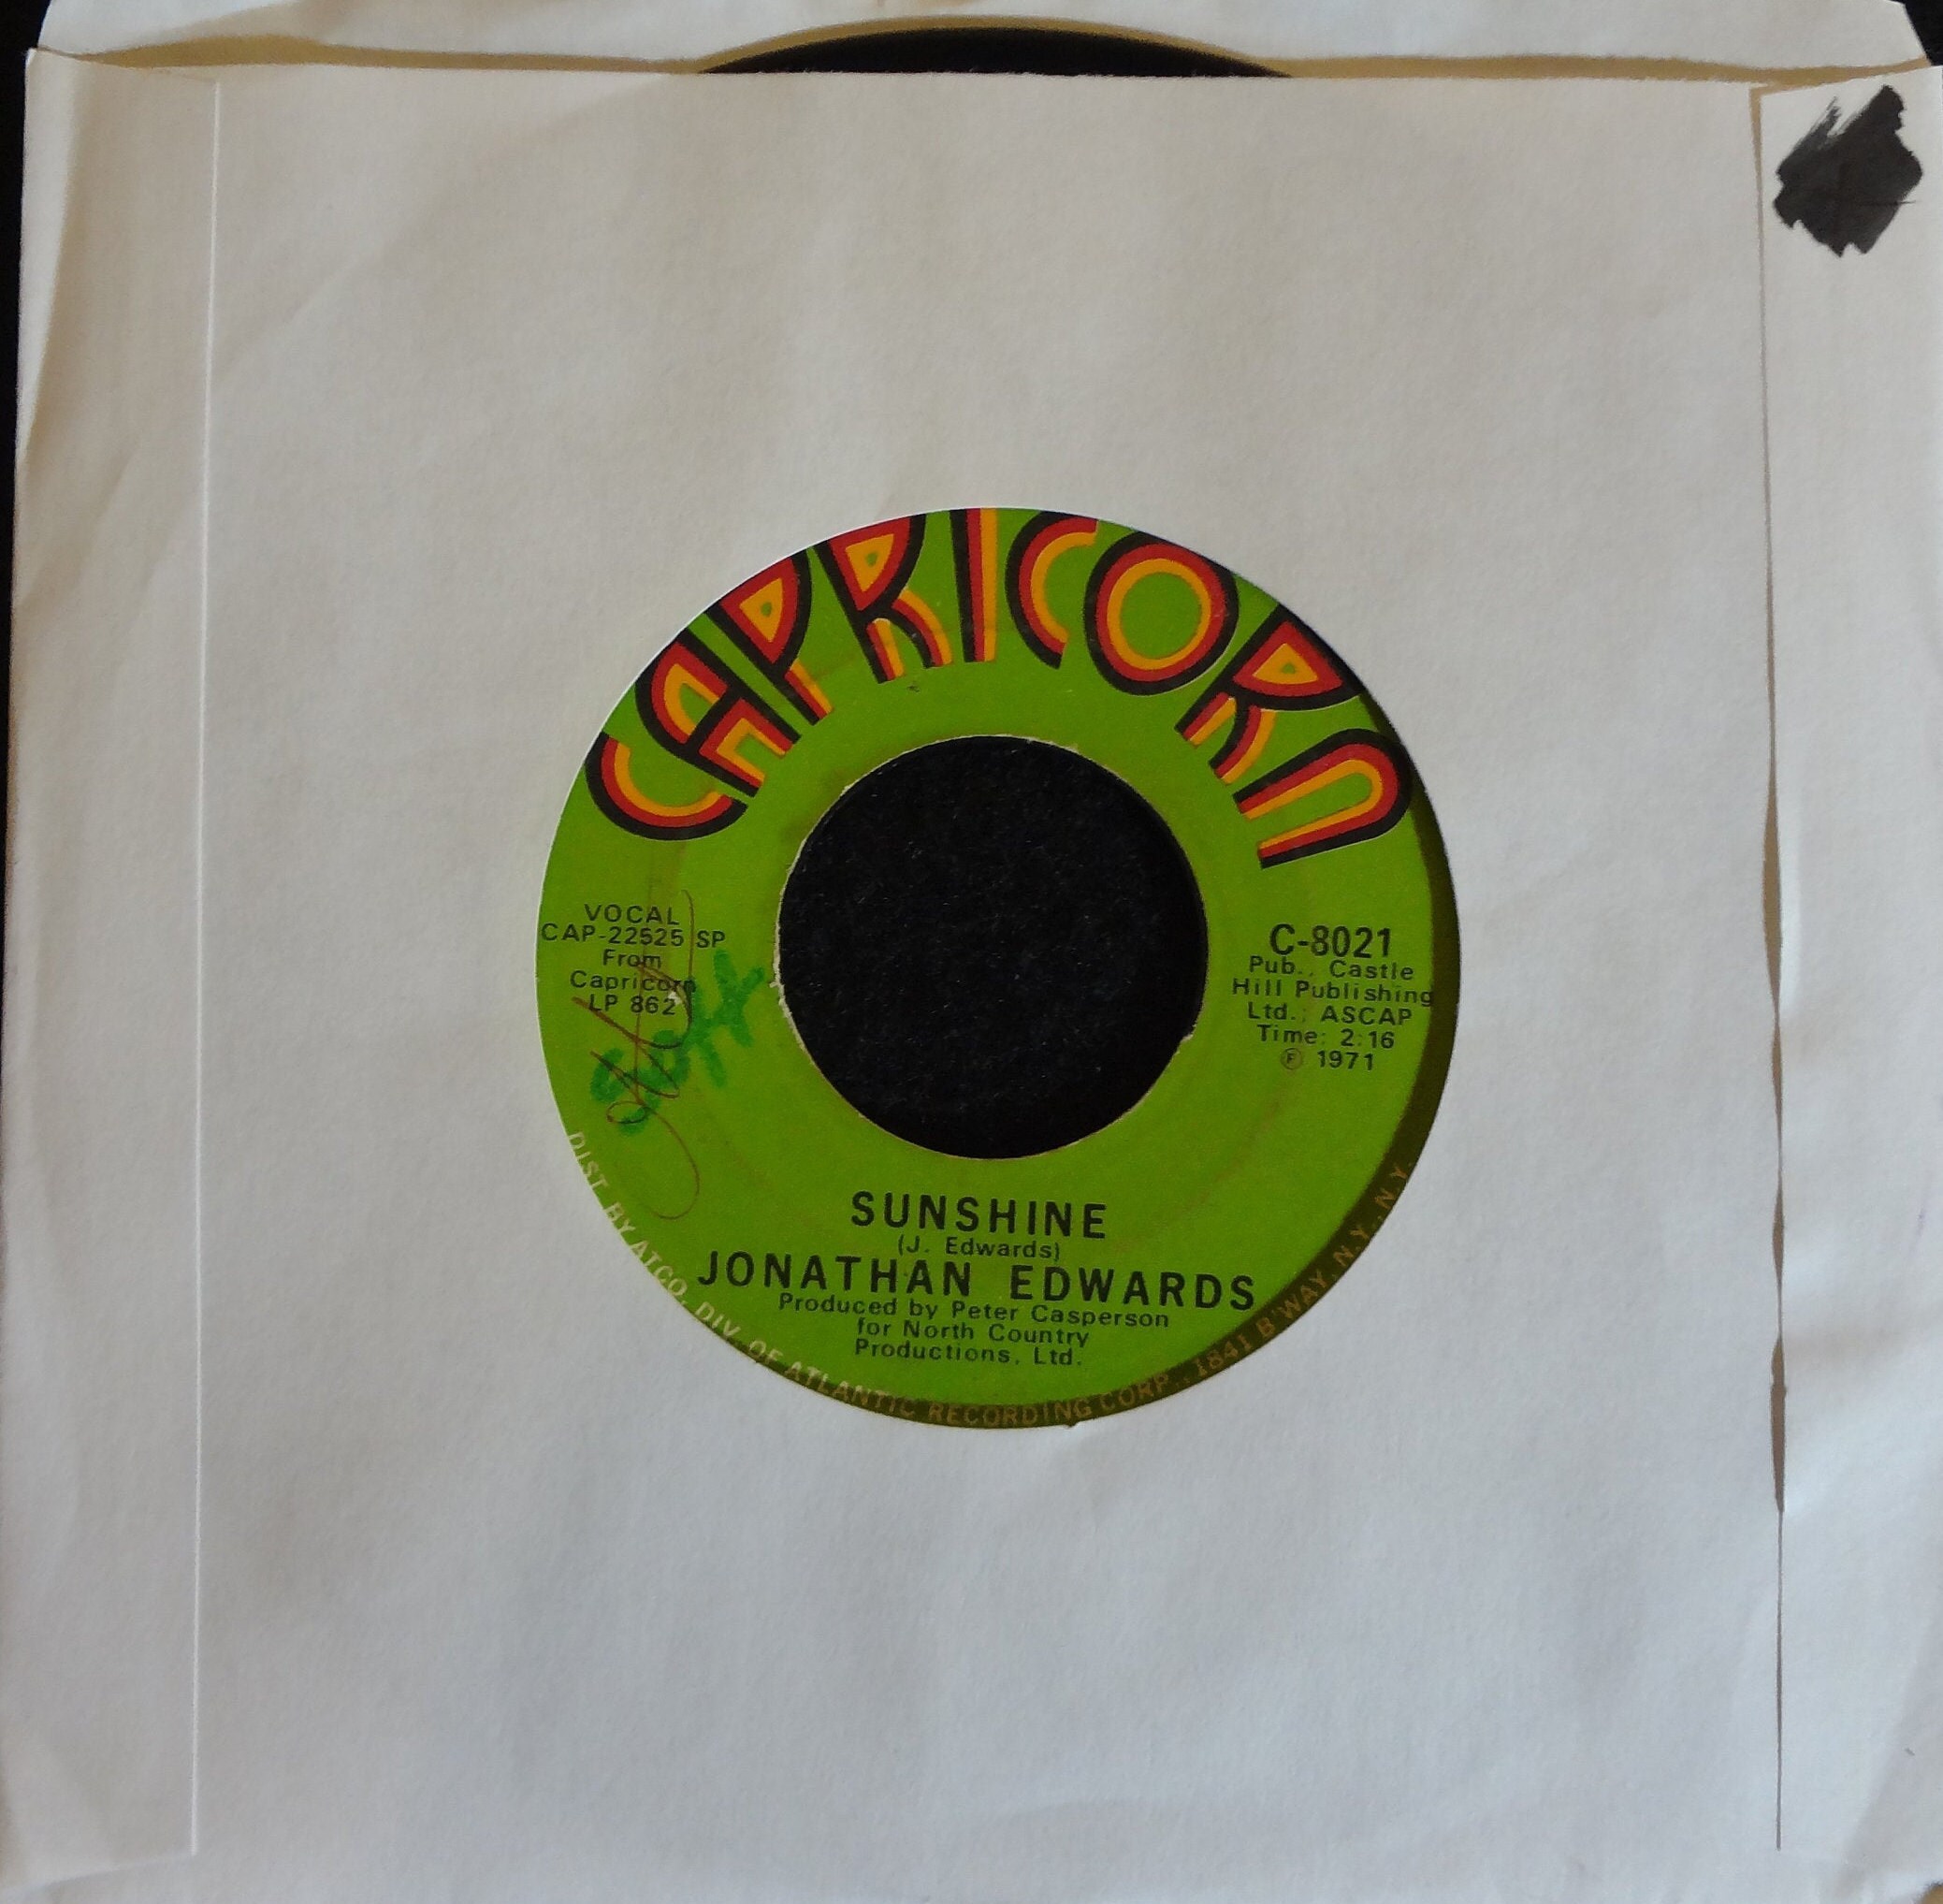 CAPRICORN
VOCAL
CAP-22525 SP
From
Capricorn
LP 862
C-8021
Pub., Castle
Hill Publishing
Ltd.; ASCAP
Time: 2:16
Ⓟ 1971
SUNSHINE
(J. Edwards)
JONATHAN EDWARDS
Produced by Peter Casperson
for North Country
Productions, Ltd.
DIST. BY ATCO, DIV. OF ATLANTIC RECORDING CORP., 1841 B'WAY, N.Y., N.Y.